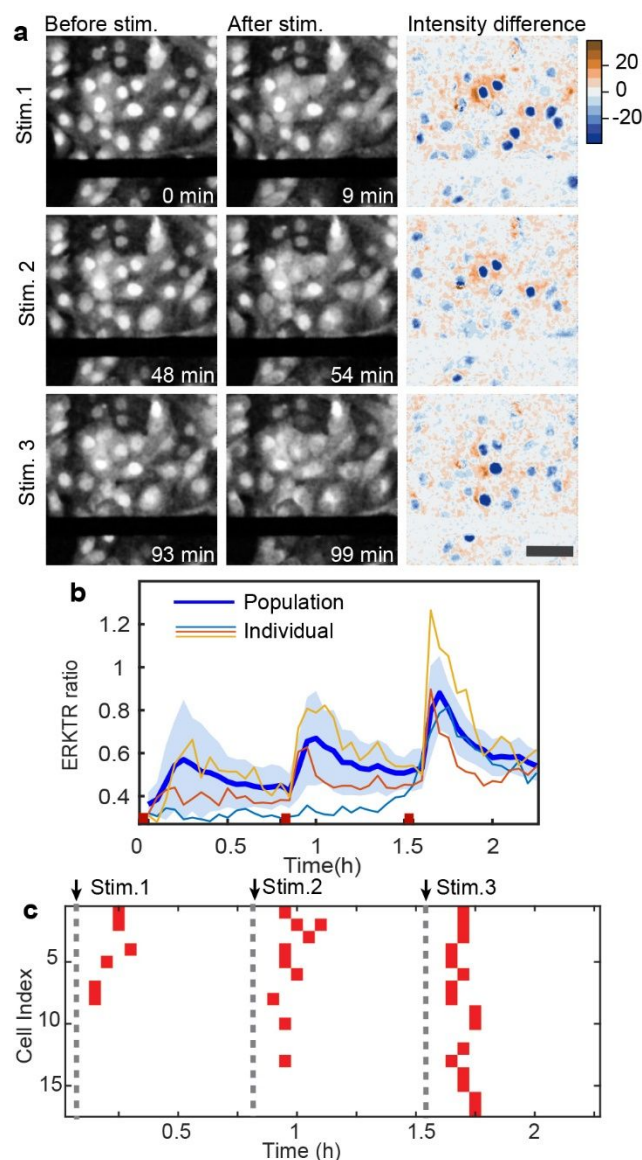 a
Before stim. After stim. Intensity difference
Stim.1
20
0
-20
0 min
9 min
Stim. 2
48 min
54 min
Stim. 3
93 min
99 min
b
Population
Individual
ERKTR ratio
1.2
1
0.8
0.6
0.4
0 0.5 1 1.5 2
Time(h)
Stim.1 Stim.2 Stim.3
c
Cell Index
5
10
15
0.5 1 1.5 2
Time (h)